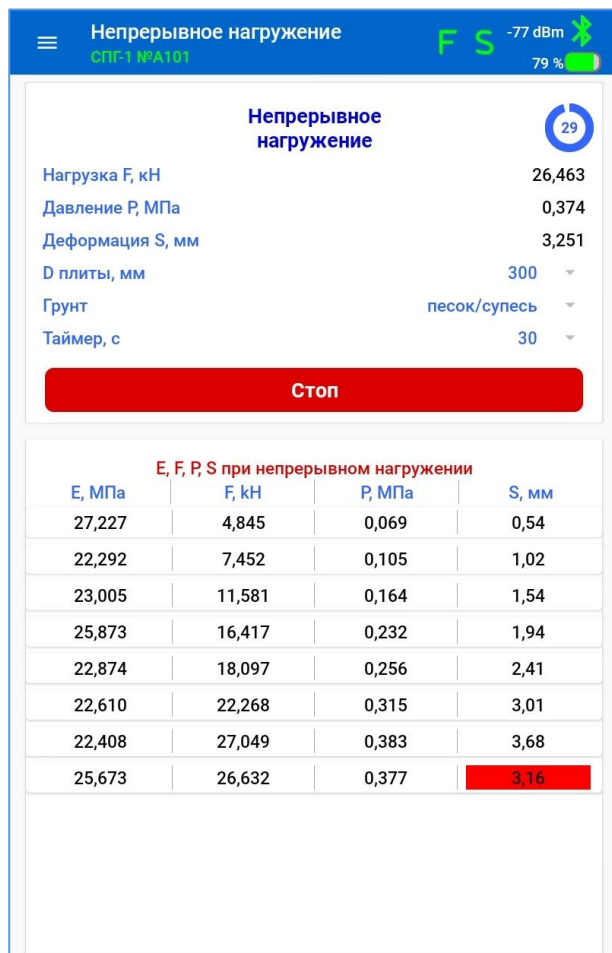 Непрерывное нагружение
СПГ-1 №А101
F S
-77 dBm
79 %
Непрерывное
нагружение
29
Нагрузка F, кН 26,463
Давление P, МПа 0,374
Деформация S, мм 3,251
D плиты, мм 300
Грунт песок/супесь
Таймер, с 30
Стоп
E, F, P, S при непрерывном нагружении
E, МПа F, kH P, МПа S, мм
27,227 4,845 0,069 0,54
22,292 7,452 0,105 1,02
23,005 11,581 0,164 1,54
25,873 16,417 0,232 1,94
22,874 18,097 0,256 2,41
22,610 22,268 0,315 3,01
22,408 27,049 0,383 3,68
25,673 26,632 0,377 3,16